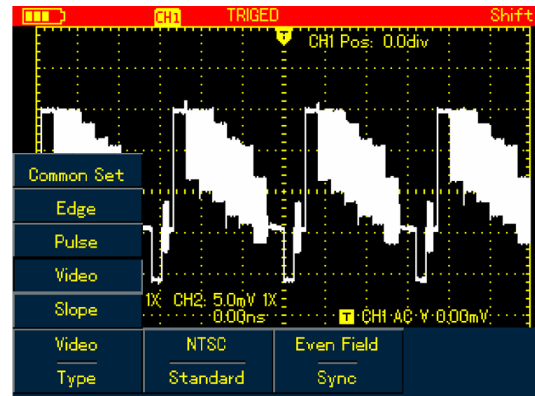 CH1 TRIGED Shift
T
CH1 Pos: 0.0div
Common Set
Edge
Pulse
Video
Slope
1X CH2: 5.0mV 1X
0.00ns
T CH1 AC V 0.00mV
Video NTSC Even Field
Type Standard Sync